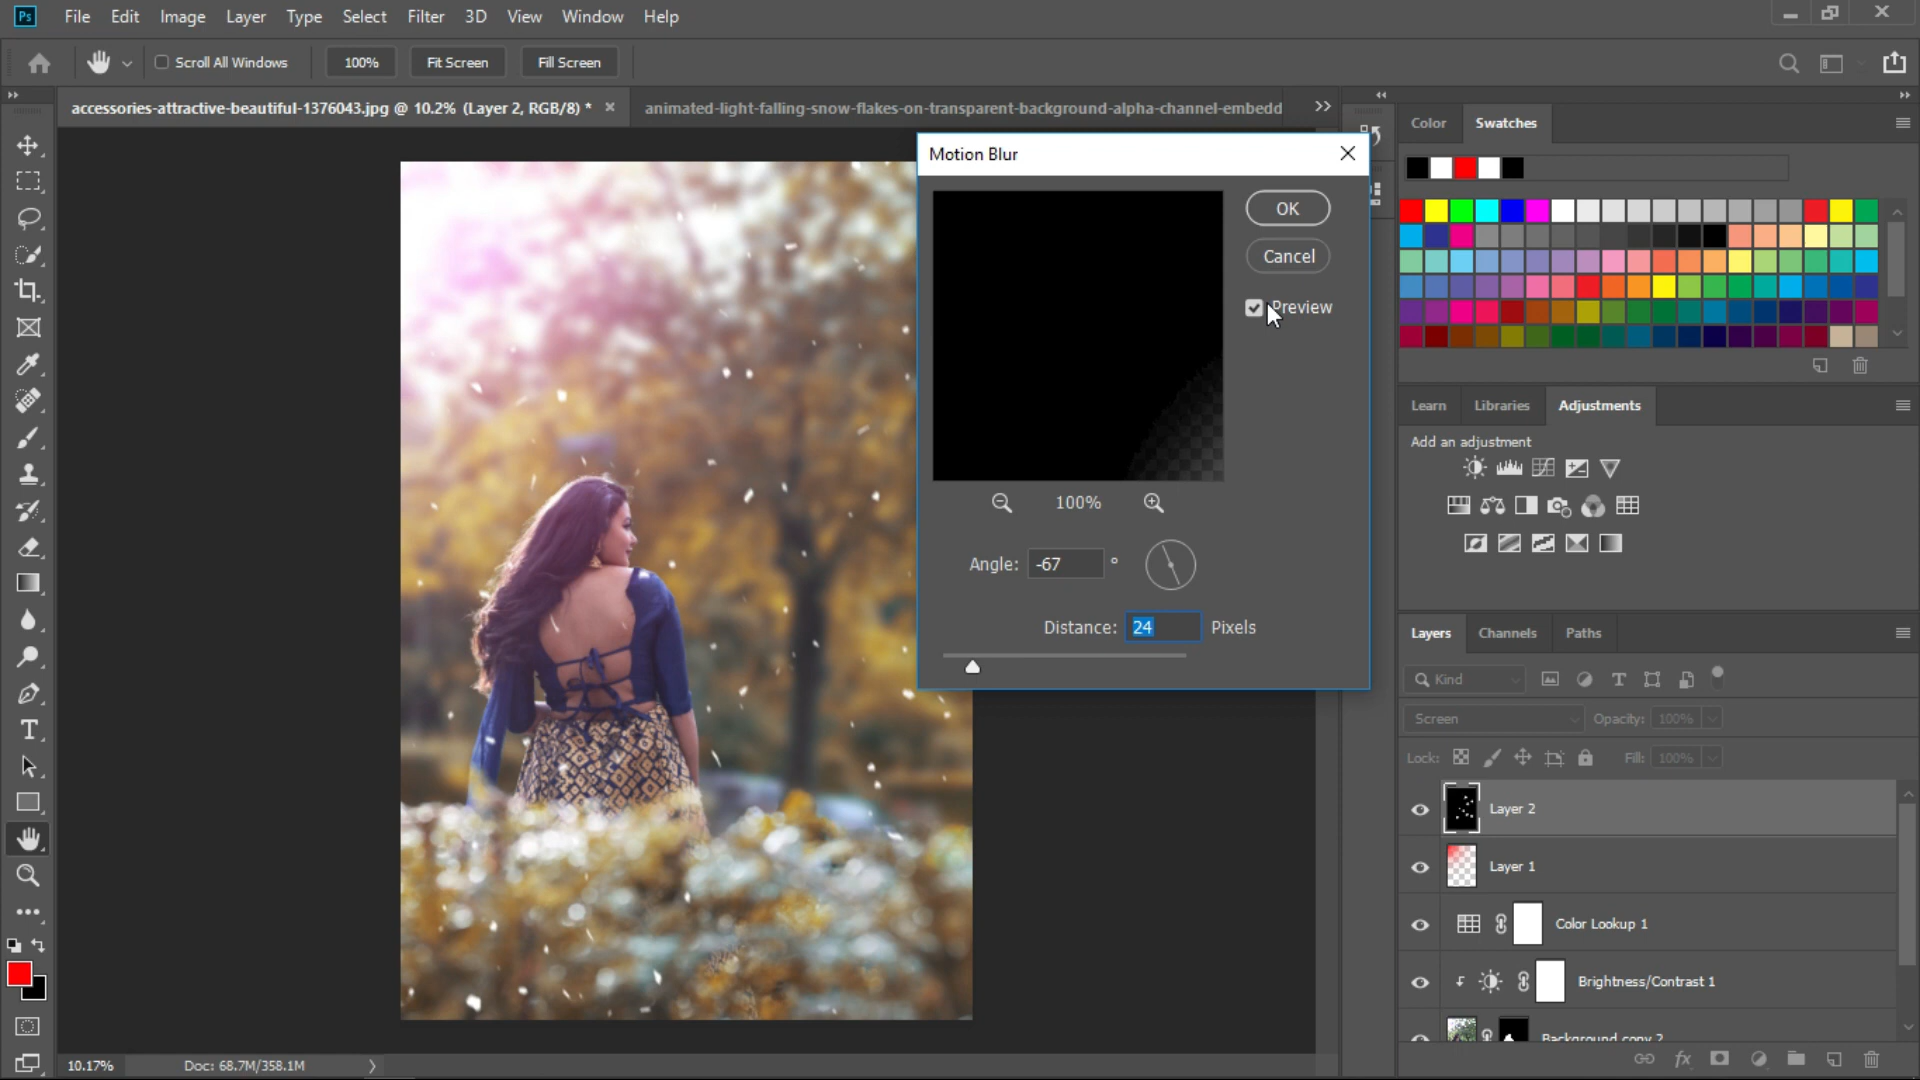 Ps File Edit Image Layer Type Select Filter 3D View Window Help
Scroll All Windows 100% Fit Screen Fill Screen
accessories-attractive-beautiful-1376043.jpg @ 10.2% (Layer 2, RGB/8) *
animated-light-falling-snow-flakes-on-transparent-background-alpha-channel-embedd
Motion Blur
OK
Cancel
Preview
100%
Angle: -67 °
Distance: 24 Pixels
Color Swatches
Learn Libraries Adjustments
Add an adjustment
Layers Channels Paths
Kind
Screen Opacity: 100%
Lock: Fill: 100%
Layer 2
Layer 1
Color Lookup 1
Brightness/Contrast 1
Background copy 2
10.17% Doc: 68.7M/358.1M